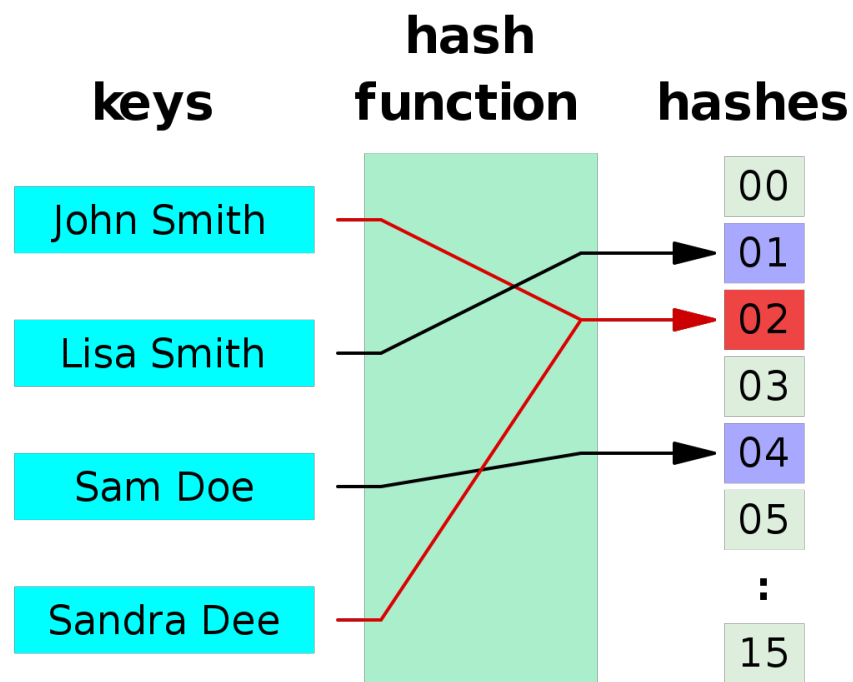 keys
hash
function
hashes
John Smith
Lisa Smith
Sam Doe
Sandra Dee
00
01
02
03
04
05
:
15